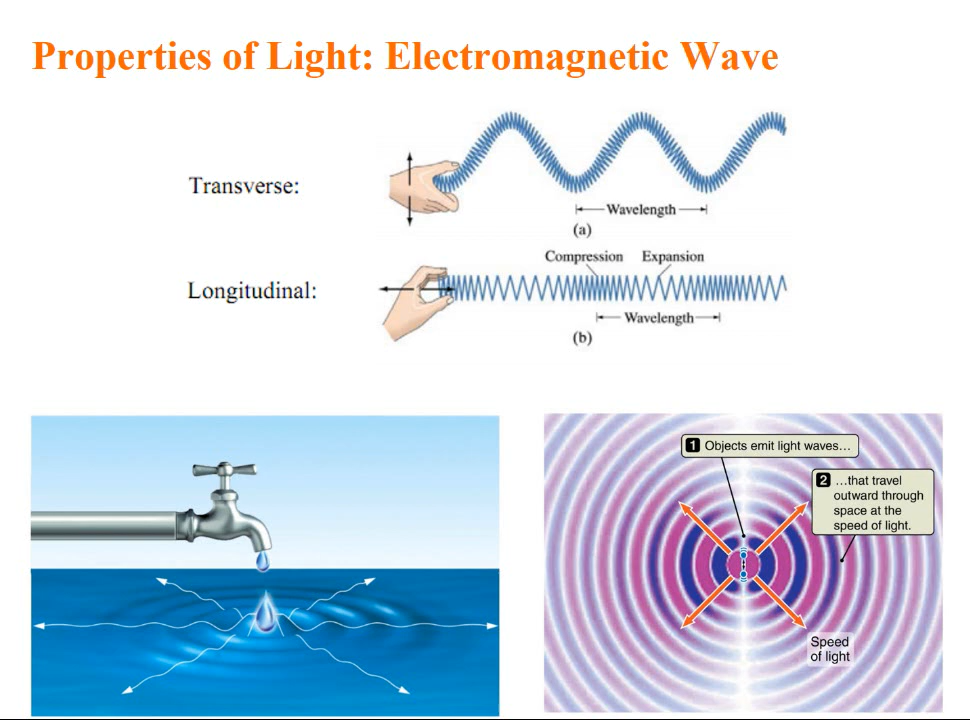 Properties of Light: Electromagnetic Wave
Transverse:
Wavelength
(a)
Compression Expansion
Longitudinal:
Wavelength
(b)
1 Objects emit light waves…
2 …that travel
outward through
space at the
speed of light.
Speed
of light